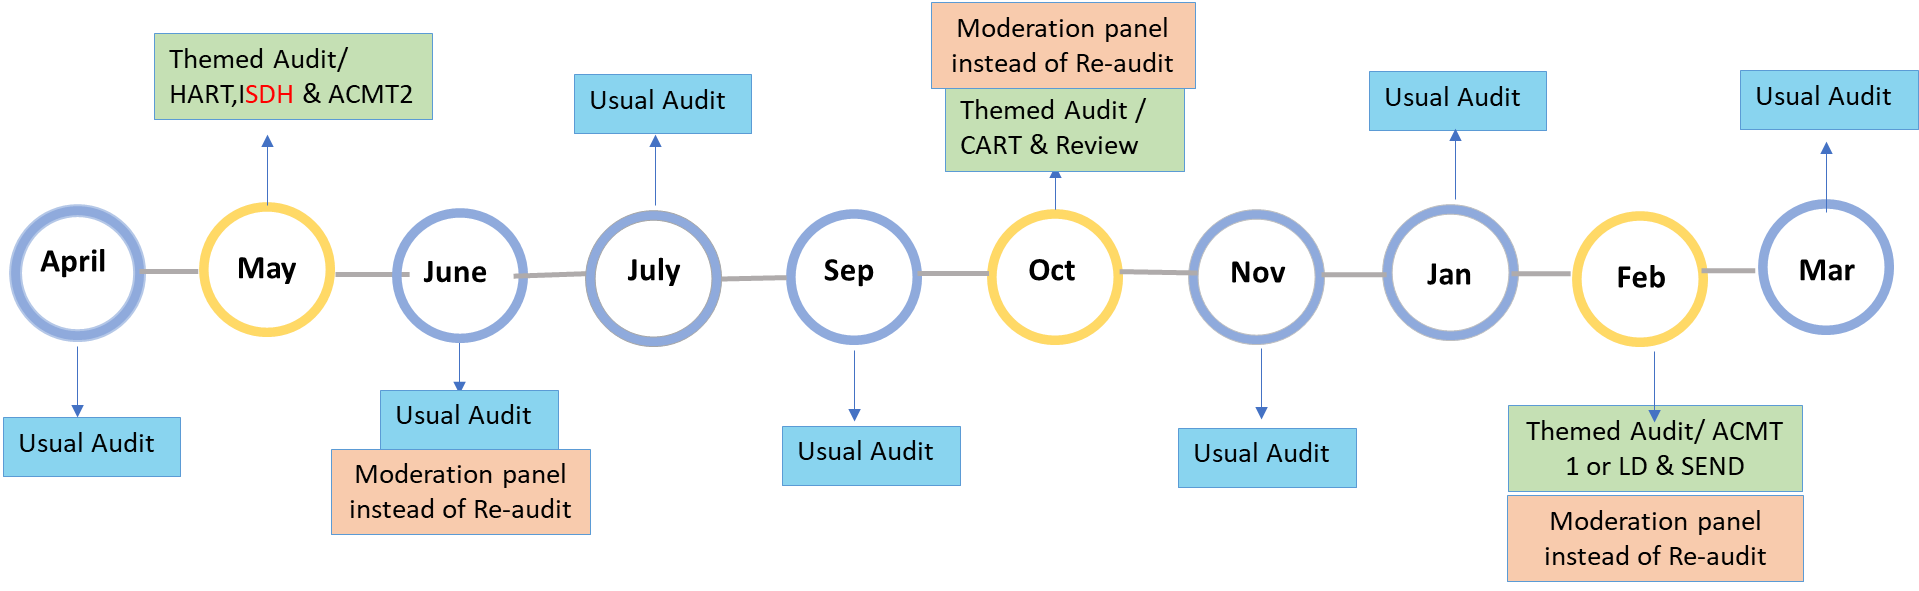 Themed Audit/
HART,ISDH & ACMT2
Usual Audit
Moderation panel
instead of Re-audit
Themed Audit /
CART & Review
Usual Audit
Usual Audit
April
May
June
July
Sep
Oct
Nov
Jan
Feb
Mar
Usual Audit
Usual Audit
Moderation panel
instead of Re-audit
Usual Audit
Usual Audit
Themed Audit/ ACMT
1 or LD & SEND
Moderation panel
instead of Re-audit